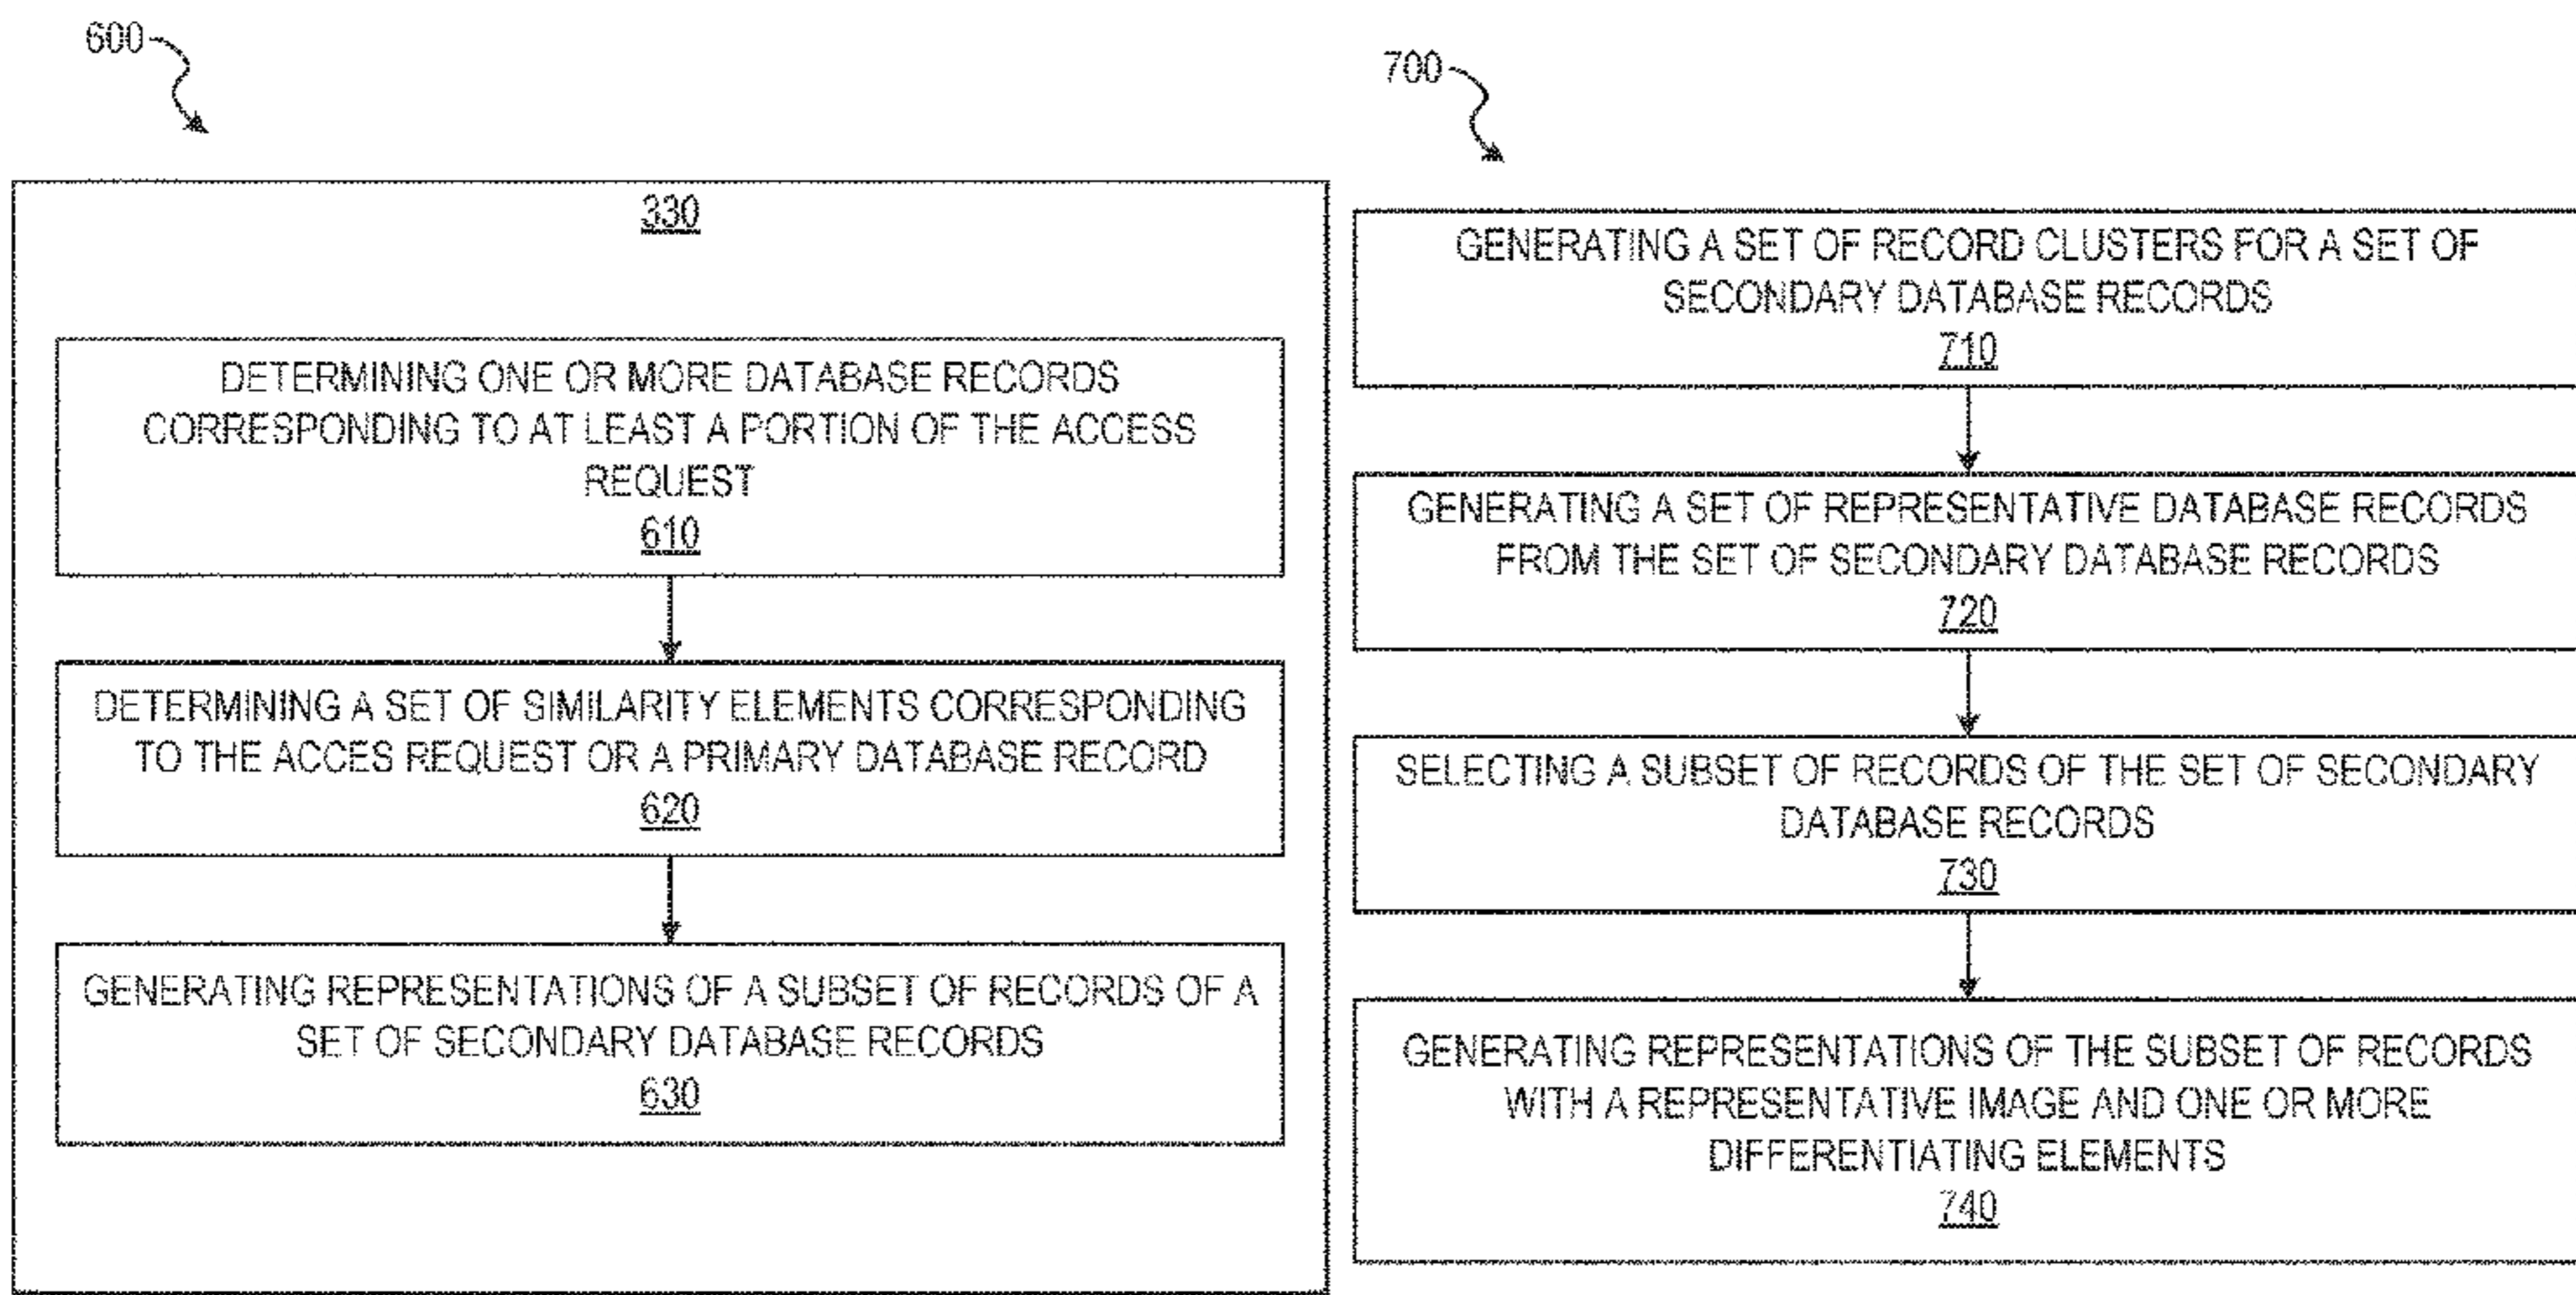 600
330
DETERMINING ONE OR MORE DATABASE RECORDS
CORRESPONDING TO AT LEAST A PORTION OF THE ACCESS
REQUEST
610
DETERMINING A SET OF SIMILARITY ELEMENTS CORRESPONDING
TO THE ACCES REQUEST OR A PRIMARY DATABASE RECORD
620
GENERATING REPRESENTATIONS OF A SUBSET OF RECORDS OF A
SET OF SECONDARY DATABASE RECORDS
630
700
GENERATING A SET OF RECORD CLUSTERS FOR A SET OF
SECONDARY DATABASE RECORDS
710
GENERATING A SET OF REPRESENTATIVE DATABASE RECORDS
FROM THE SET OF SECONDARY DATABASE RECORDS
720
SELECTING A SUBSET OF RECORDS OF THE SET OF SECONDARY
DATABASE RECORDS
730
GENERATING REPRESENTATIONS OF THE SUBSET OF RECORDS
WITH A REPRESENTATIVE IMAGE AND ONE OR MORE
DIFFERENTIATING ELEMENTS
740